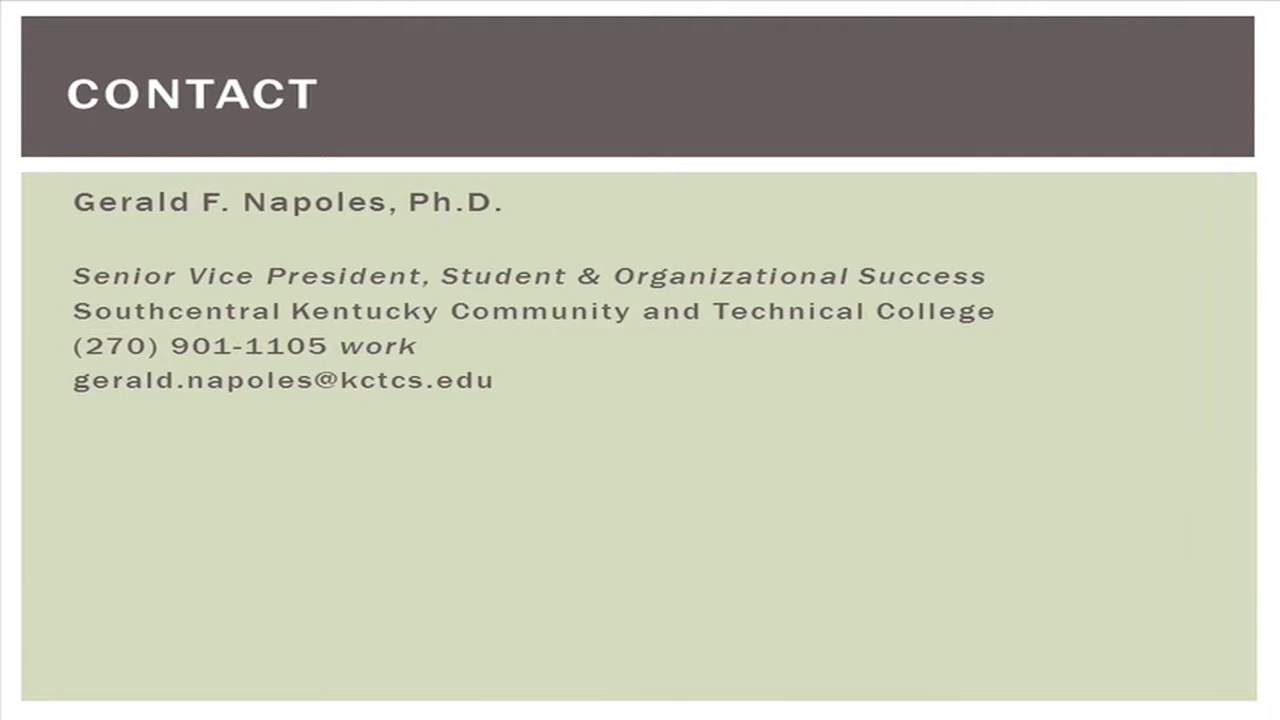 CONTACT
Gerald F. Napoles, Ph.D.
Senior Vice President, Student & Organizational Success
Southcentral Kentucky Community and Technical College
(270) 901-1105 work
gerald.napoles@kctcs.edu